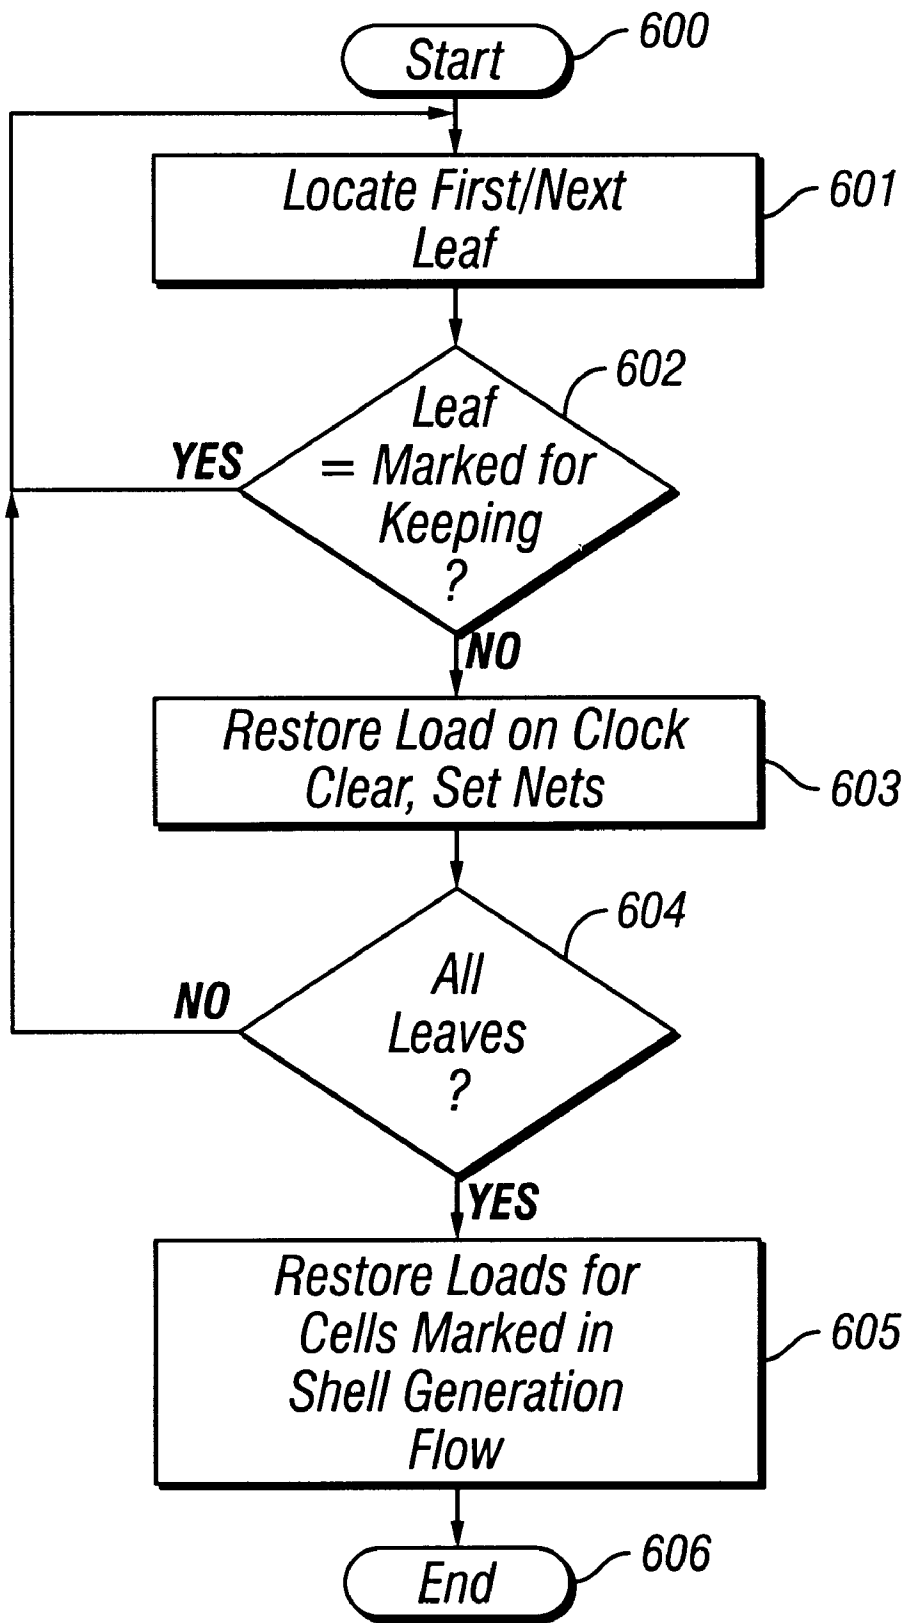 Start
600
Locate First/Next
Leaf
601
Leaf
= Marked for
Keeping
?
602
YES
NO
Restore Load on Clock
Clear, Set Nets
603
All
Leaves
?
604
NO
YES
Restore Loads for
Cells Marked in
Shell Generation
Flow
605
End
606